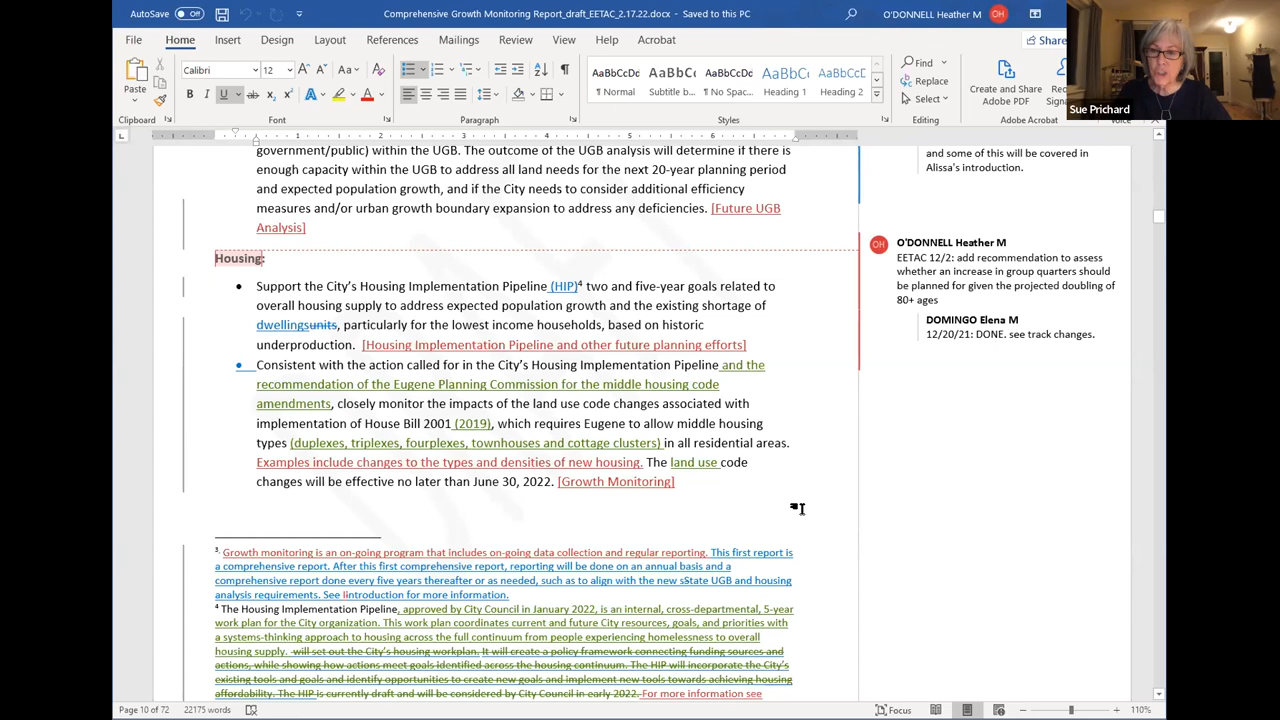 AutoSave Off Comprehensive Growth Monitoring Report_draft_EETAC_2.17.22.docx - Saved to this PC O'DONNELL Heather M OH
File Home Insert Design Layout References Mailings Review View Help Acrobat Share
Sue Prichard
Calibri 12
Paste
B I U ab x
AaBbCcDd AaBbCc AaBbCcDd AaBbCcI AaBbCcD
¶ Normal Subtitle b... ¶ No Spac... Heading 1 Heading 2
Find
Replace
Select
Create and Share
Adobe PDF
Clipboard Font Paragraph Styles Editing Adobe Acrobat
government/public) within the UGB. The outcome of the UGB analysis will determine if there is
enough capacity within the UGB to address all land needs for the next 20-year planning period
and expected population growth, and if the City needs to consider additional efficiency
measures and/or urban growth boundary expansion to address any deficiencies. [Future UGB
Analysis]
Housing:
• Support the City's Housing Implementation Pipeline (HIP)4 two and five-year goals related to
overall housing supply to address expected population growth and the existing shortage of
dwellingsunits, particularly for the lowest income households, based on historic
underproduction. [Housing Implementation Pipeline and other future planning efforts]
• Consistent with the action called for in the City's Housing Implementation Pipeline and the
recommendation of the Eugene Planning Commission for the middle housing code
amendments, closely monitor the impacts of the land use code changes associated with
implementation of House Bill 2001 (2019), which requires Eugene to allow middle housing
types (duplexes, triplexes, fourplexes, townhouses and cottage clusters) in all residential areas.
Examples include changes to the types and densities of new housing. The land use code
changes will be effective no later than June 30, 2022. [Growth Monitoring]
3. Growth monitoring is an on-going program that includes on-going data collection and regular reporting. This first report is
a comprehensive report. After this first comprehensive report, reporting will be done on an annual basis and a
comprehensive report done every five years thereafter or as needed, such as to align with the new sState UGB and housing
analysis requirements. See Iintroduction for more information.
4 The Housing Implementation Pipeline, approved by City Council in January 2022, is an internal, cross-departmental, 5-year
work plan for the City organization. This work plan coordinates current and future City resources, goals, and priorities with
a systems-thinking approach to housing across the full continuum from people experiencing homelessness to overall
housing supply. will set out the City's housing workplan. It will create a policy framework connecting funding sources and
actions, while showing how actions meet goals identified across the housing continuum. The HIP will incorporate the City's
existing tools and goals and identify opportunities to create new goals and implement new tools towards achieving housing
affordability. The HIP is currently draft and will be considered by City Council in early 2022. For more information see
and some of this will be covered in
Alissa's introduction.
OH O'DONNELL Heather M
EETAC 12/2: add recommendation to assess
whether an increase in group quarters should
be planned for given the projected doubling of
80+ ages
DOMINGO Elena M
12/20/21: DONE. see track changes.
Page 10 of 72 22175 words Focus 110%